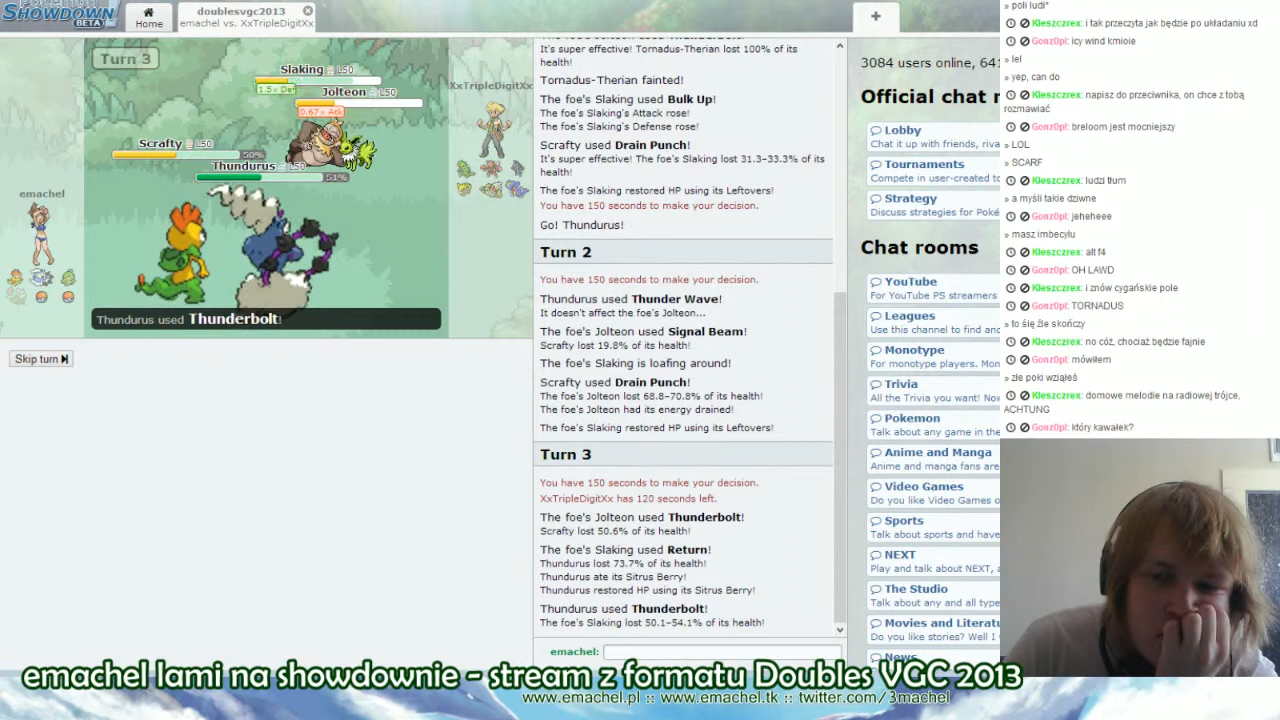 SHOWDOWN
BETA
Home
doublesvgc2013
emachel vs. XxTripleDigitXx
+
Turn 3
Slaking L50
Jolteon L50
0.67× Atk
Scrafty L50
50%
Thundurus L50
51%
XxTripleDigitXx
emachel
Thundurus used Thunderbolt!
Skip turn
It's super effective! Tornadus-Therian lost 100% of its
health!
Tornadus-Therian fainted!
The foe's Slaking used Bulk Up!
The foe's Slaking's Attack rose!
The foe's Slaking's Defense rose!
Scrafty used Drain Punch!
It's super effective! The foe's Slaking lost 31.3–33.3% of its
health!
The foe's Slaking restored HP using its Leftovers!
You have 150 seconds to make your decision.
Go! Thundurus!
Turn 2
You have 150 seconds to make your decision.
Thundurus used Thunder Wave!
It doesn't affect the foe's Jolteon...
The foe's Jolteon used Signal Beam!
Scrafty lost 19.8% of its health!
The foe's Slaking is loafing around!
Scrafty used Drain Punch!
The foe's Jolteon lost 68.8–70.8% of its health!
The foe's Jolteon had its energy drained!
The foe's Slaking restored HP using its Leftovers!
Turn 3
You have 150 seconds to make your decision.
XxTripleDigitXx has 120 seconds left.
The foe's Jolteon used Thunderbolt!
Scrafty lost 50.6% of its health!
The foe's Slaking used Return!
Thundurus lost 73.7% of its health!
Thundurus ate its Sitrus Berry!
Thundurus restored HP using its Sitrus Berry!
Thundurus used Thunderbolt!
The foe's Slaking lost 50.1–54.1% of its health!
emachel:
3084 users online, 641
Official chat r
Lobby
Chat it up with friends, riva
Tournaments
Compete in user-created to
Strategy
Discuss strategies for Poké
Chat rooms
YouTube
For YouTube PS streamers
Leagues
Use this channel to find and
Monotype
For monotype players. Mon
Trivia
All the Trivia you want! Now
Pokemon
Talk about any game in the
Anime and Manga
Anime and manga fans are
Video Games
Do you like Video Games o
Sports
Talk about sports and have
NEXT
Play and talk about NEXT, a
The Studio
Talk about any and all type
Movies and Literatu
Do you like stories? Well I
News
» poli ludi*
Kleszczrex: i tak przeczyta jak będzie po układaniu xd
Gonz0pl: icy wind kmioie
» lel
» yep, can do
Kleszczrex: napisz do przeciwnika, on chce z tobą
rozmawiać
Gonz0pl: breloom jest mocniejszy
» LOL
» SCARF
Kleszczrex: ludzi tłum
» a myśli takie dziwne
Gonz0pl: jeheheee
» masz imbecylu
Kleszczrex: alt f4
Gonz0pl: OH LAWD
Kleszczrex: i znów cygańskie pole
Gonz0pl: TORNADUS
» to się źle skończy
Kleszczrex: no cóż, chociaż będzie fajnie
Gonz0pl: mówiłem
» złe poki wziąłeś
Kleszczrex: domowe melodie na radiowej trójce,
ACHTUNG
Gonz0pl: który kawałek?
emachel lami na showdownie - stream z formatu Doubles VGC 2013
www.emachel.pl :: www.emachel.tk :: twitter.com/3machel